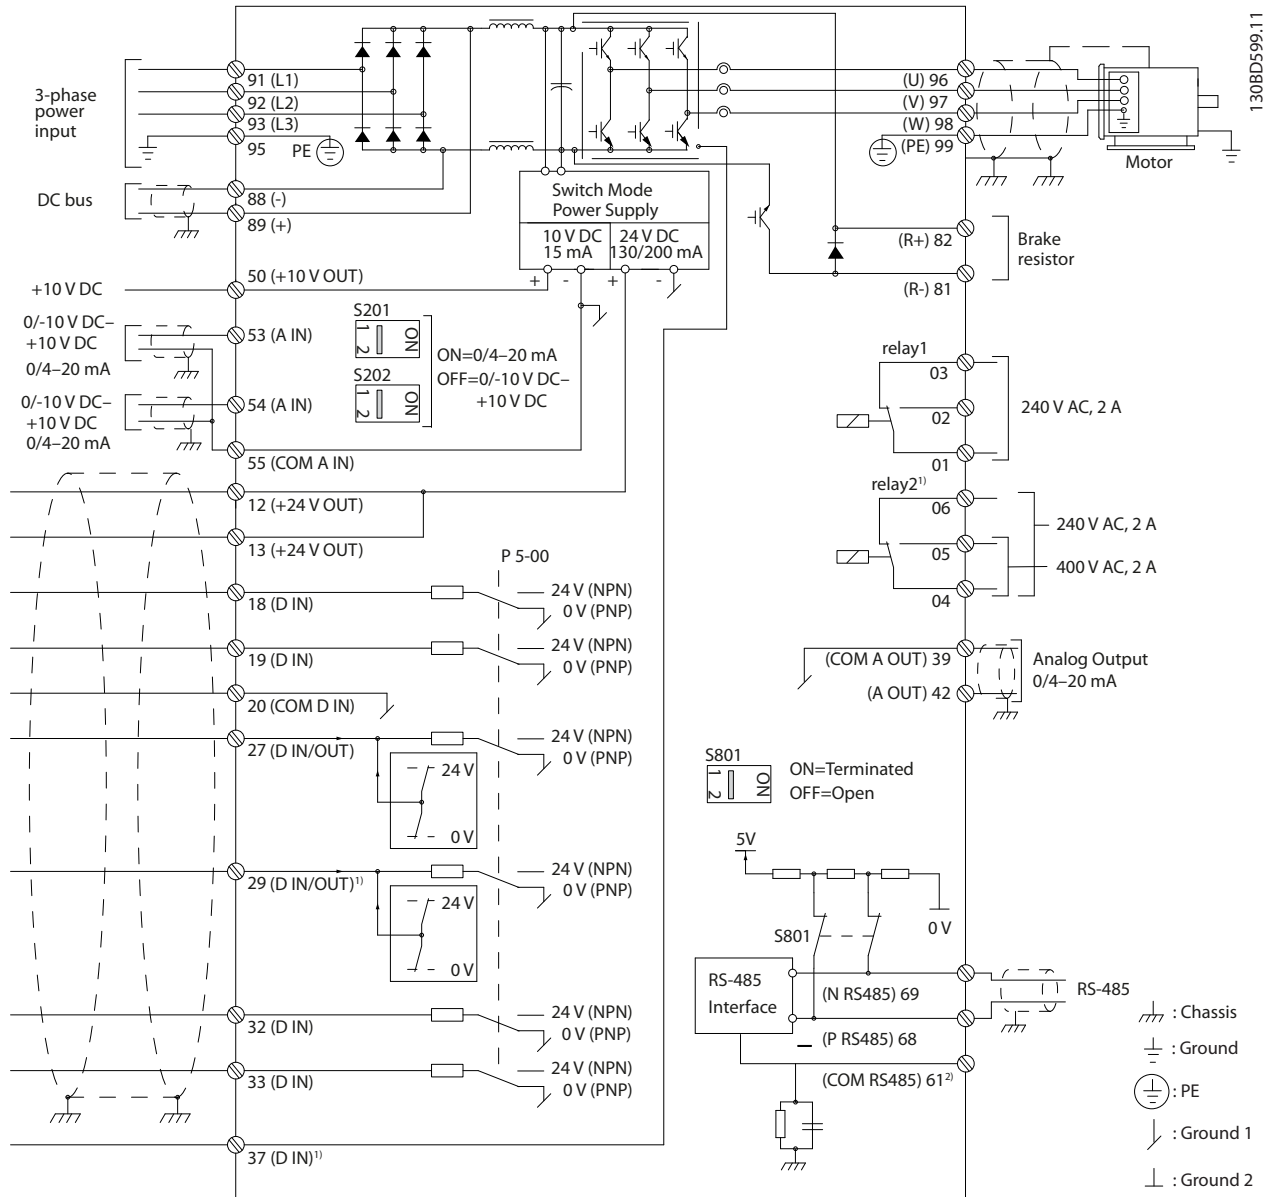 130BD599.11
3-phase
power
input
91 (L1)
92 (L2)
93 (L3)
95
PE
(U) 96
(V) 97
(W) 98
(PE) 99
Motor
DC bus
88 (-)
89 (+)
Switch Mode
Power Supply
10 V DC
15 mA
24 V DC
130/200 mA
+ - + -
(R+) 82
(R-) 81
Brake
resistor
+10 V DC
50 (+10 V OUT)
0/-10 V DC–
+10 V DC
0/4–20 mA
53 (A IN)
0/-10 V DC–
+10 V DC
0/4–20 mA
54 (A IN)
55 (COM A IN)
S201
1 2
ON
S202
1 2
ON
ON=0/4–20 mA
OFF=0/-10 V DC–
+10 V DC
relay1
03
02
01
240 V AC, 2 A
relay2¹⁾
06
05
04
240 V AC, 2 A
400 V AC, 2 A
12 (+24 V OUT)
13 (+24 V OUT)
P 5-00
18 (D IN)
24 V (NPN)
0 V (PNP)
19 (D IN)
24 V (NPN)
0 V (PNP)
20 (COM D IN)
27 (D IN/OUT)
24 V (NPN)
0 V (PNP)
24 V
0 V
29 (D IN/OUT)¹⁾
24 V (NPN)
0 V (PNP)
24 V
0 V
32 (D IN)
24 V (NPN)
0 V (PNP)
33 (D IN)
24 V (NPN)
0 V (PNP)
37 (D IN)¹⁾
(COM A OUT) 39
(A OUT) 42
Analog Output
0/4–20 mA
S801
1 2
ON
ON=Terminated
OFF=Open
5V
0 V
S801
RS-485
Interface
(N RS485) 69
(P RS485) 68
(COM RS485) 61²⁾
RS-485
: Chassis
: Ground
: PE
: Ground 1
: Ground 2